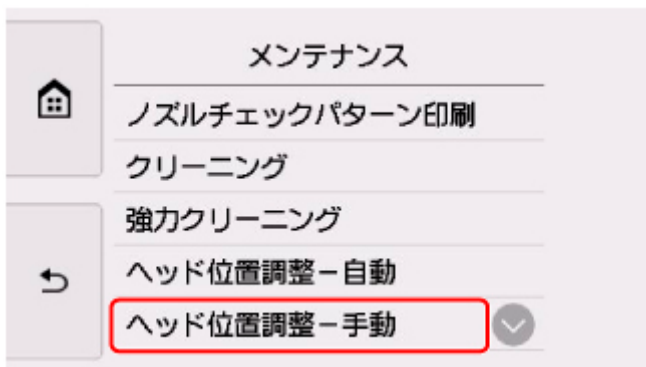 メンテナンス
ノズルチェックパターン印刷
クリーニング
強力クリーニング
ヘッド位置調整－自動
ヘッド位置調整－手動